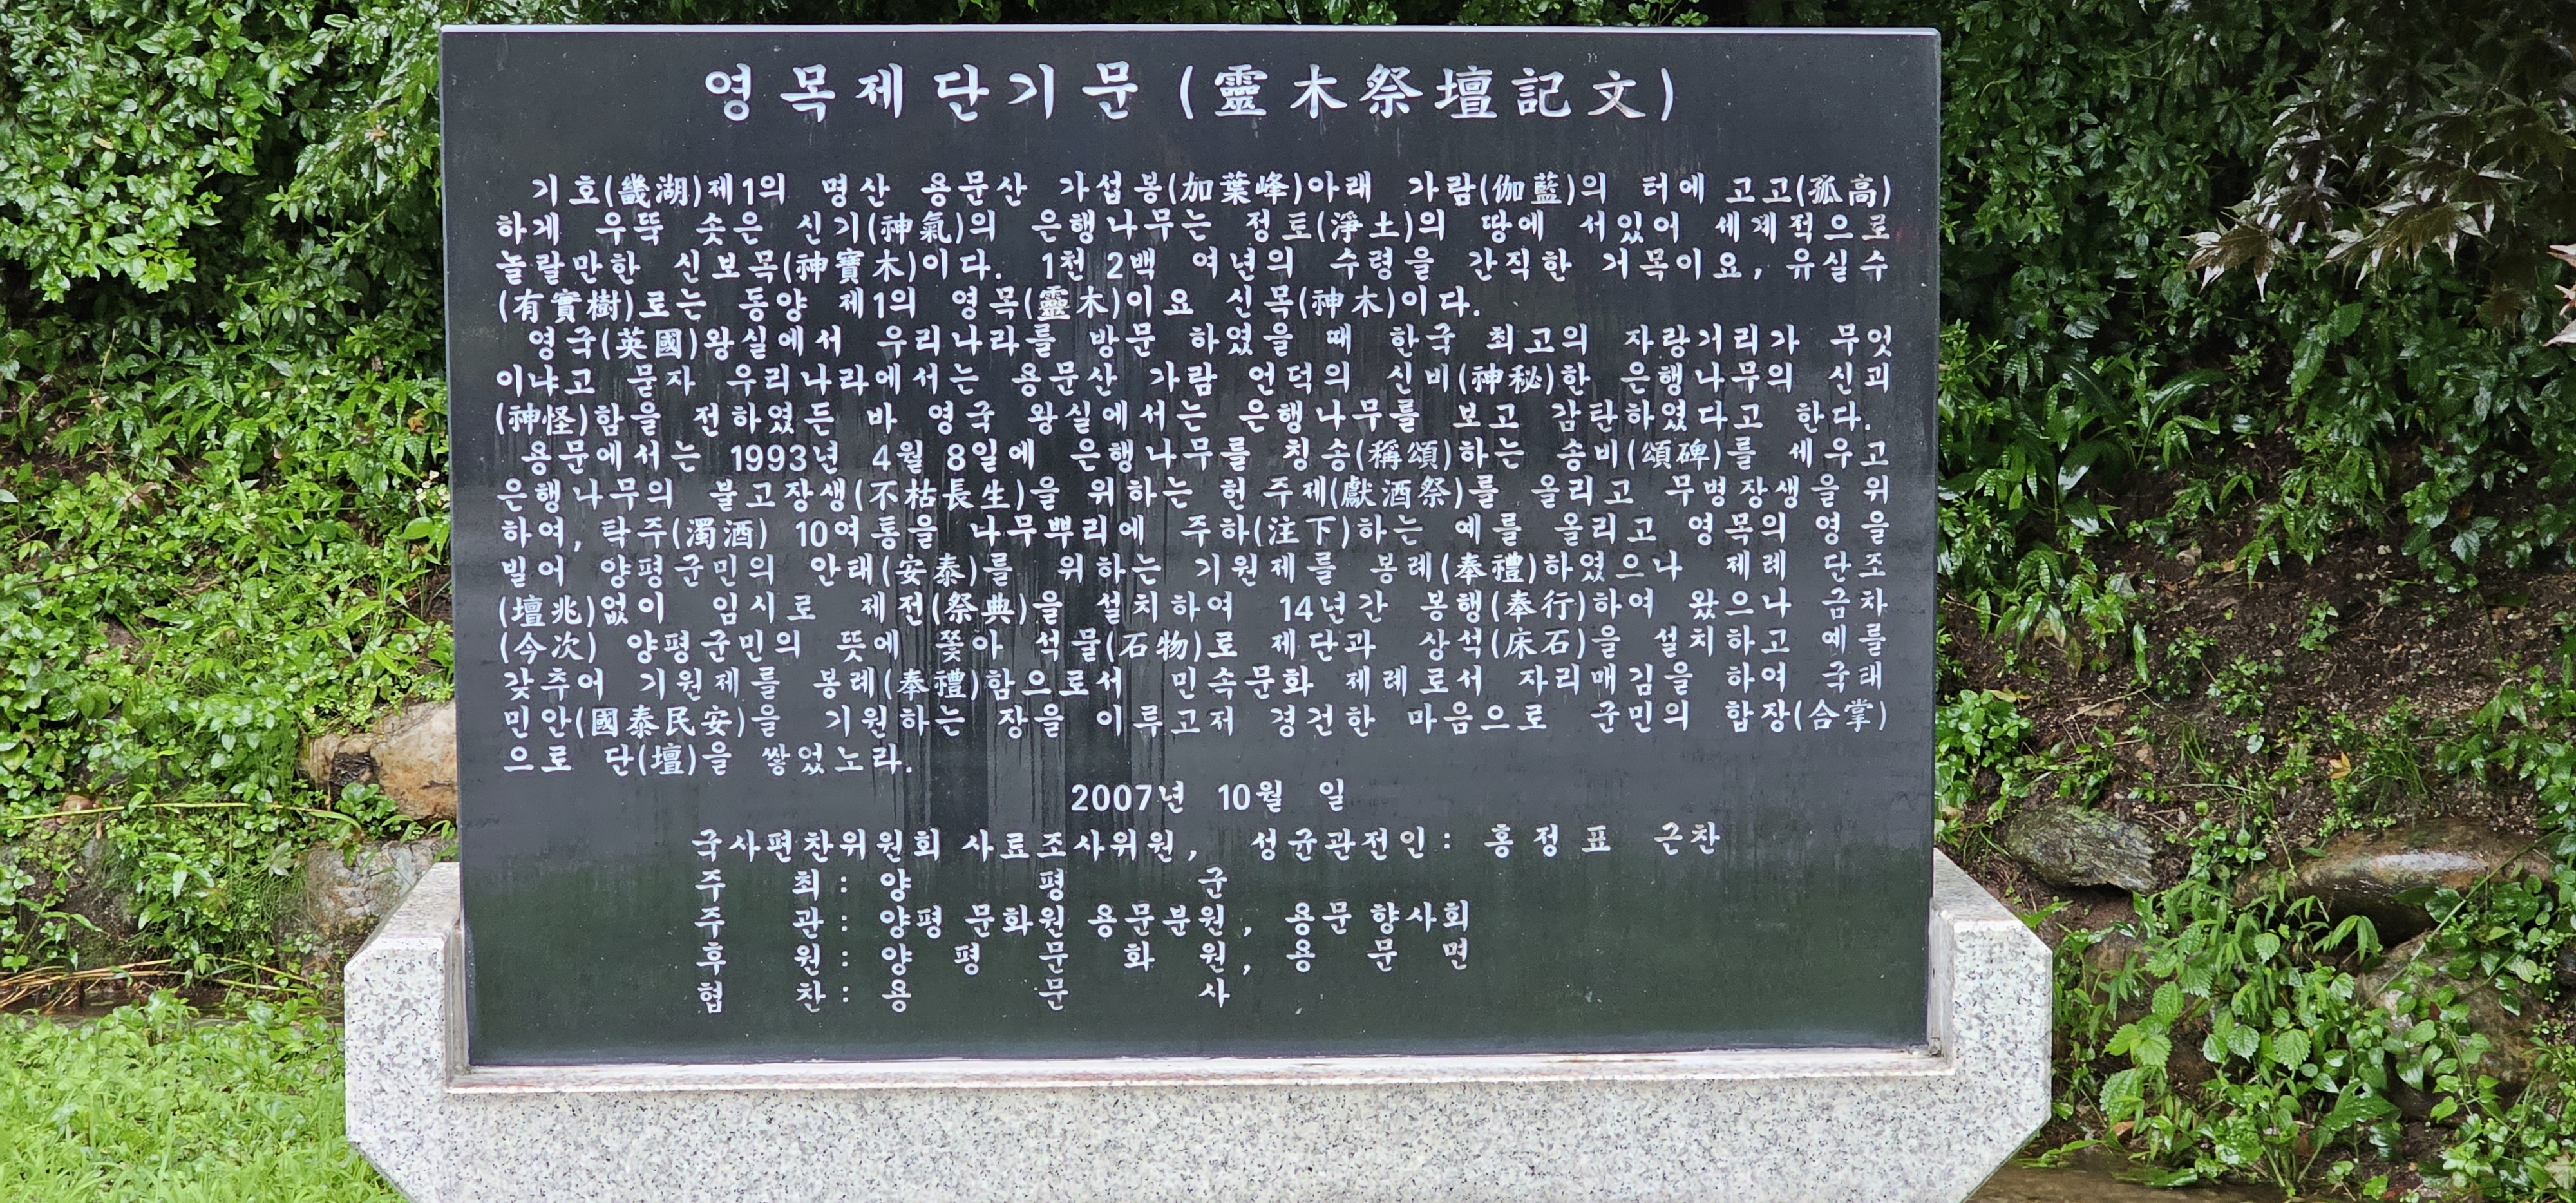 영목제단기문(靈木祭壇記文)
기호(畿湖)제1의 명산 용문산 가섭봉(加葉峰)아래 가람(伽藍)의 터에 고고(孤高)
하게 우뚝 솟은 신기(神氣)의 은행나무는 정토(淨土)의 땅에 서있어 세계적으로
놀랄만한 신보목(神寶木)이다. 1천 2백 여년의 수령을 간직한 거목이요, 유실수
(有實樹)로는 동양 제1의 영목(靈木)이요 신목(神木)이다.
영국(英國)왕실에서 우리나라를 방문 하였을 때 한국 최고의 자랑거리가 무엇
이냐고 묻자 우리나라에서는 용문산 가람 언덕의 신비(神秘)한 은행나무의 신괴
(神怪)함을 전하였든 바 영국 왕실에서는 은행나무를 보고 감탄하였다고 한다.
용문에서는 1993년 4월 8일에 은행나무를 칭송(稱頌)하는 송비(頌碑)를 세우고
은행나무의 불고장생(不枯長生)을 위하는 헌주제(獻酒祭)를 올리고 무병장생을 위
하여, 탁주(濁酒) 10여통을 나무뿌리에 주하(注下)하는 예를 올리고 영목의 영을
빌어 양평군민의 안태(安泰)를 위하는 기원제를 봉례(奉禮)하였으나 제례 단조
(壇兆)없이 임시로 제전(祭典)을 설치하여 14년간 봉행(奉行)하여 왔으나 금차
(今次) 양평군민의 뜻에 쫓아 석물(石物)로 제단과 상석(床石)을 설치하고 예를
갖추어 기원제를 봉례(奉禮)함으로서 민속문화 제례로서 자리매김을 하여 국태
민안(國泰民安)을 기원하는 장을 이루고저 경건한 마음으로 군민의 합장(合掌)
으로 단(壇)을 쌓었노라.
2007년 10월 일
국사편찬위원회 사료조사위원, 성균관전인: 홍정표 근찬
주 최: 양 평 군
주 관: 양평 문화원 용문분원, 용문향사회
후 원: 양 평 문 화 원, 용 문 면
협 찬: 용 문 사